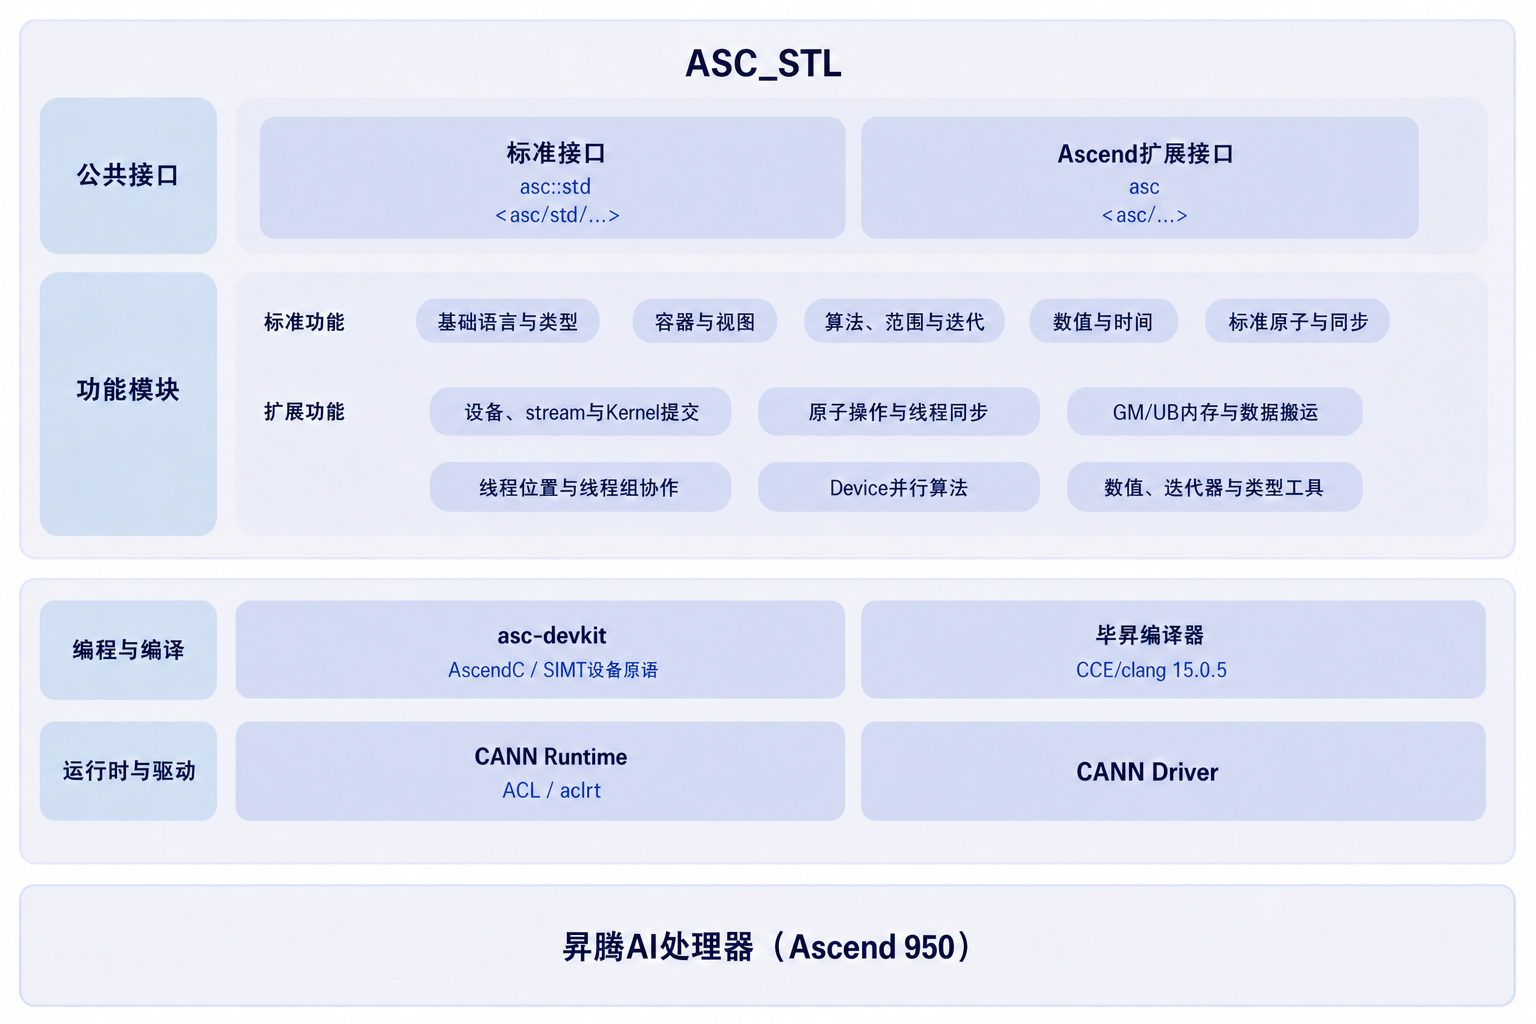 ASC_STL
公共接口
标准接口
asc::std
<asc/std/...>
Ascend扩展接口
asc
<asc/...>
功能模块
标准功能
基础语言与类型
容器与视图
算法、范围与迭代
数值与时间
标准原子与同步
扩展功能
设备、stream与Kernel提交
原子操作与线程同步
GM/UB内存与数据搬运
线程位置与线程组协作
Device并行算法
数值、迭代器与类型工具
编程与编译
asc-devkit
AscendC / SIMT设备原语
毕昇编译器
CCE/clang 15.0.5
运行时与驱动
CANN Runtime
ACL / aclrt
CANN Driver
昇腾AI处理器（Ascend 950）